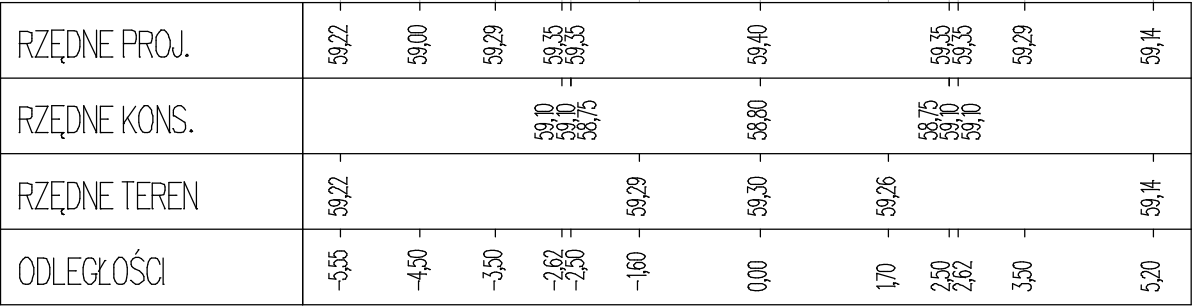 RZĘDNE PROJ. 59,22 59,00 59,29 59,35 59,35 59,40 59,35 59,35 59,29 59,14
RZĘDNE KONS. 59,10 59,10 58,75 58,80 58,75 59,10 59,10
RZĘDNE TEREN 59,22 59,29 59,30 59,26 59,14
ODLEGŁOŚCI -5,55 -4,50 -3,50 -2,62 -2,50 -1,60 0,00 1,70 2,50 2,62 3,50 5,20